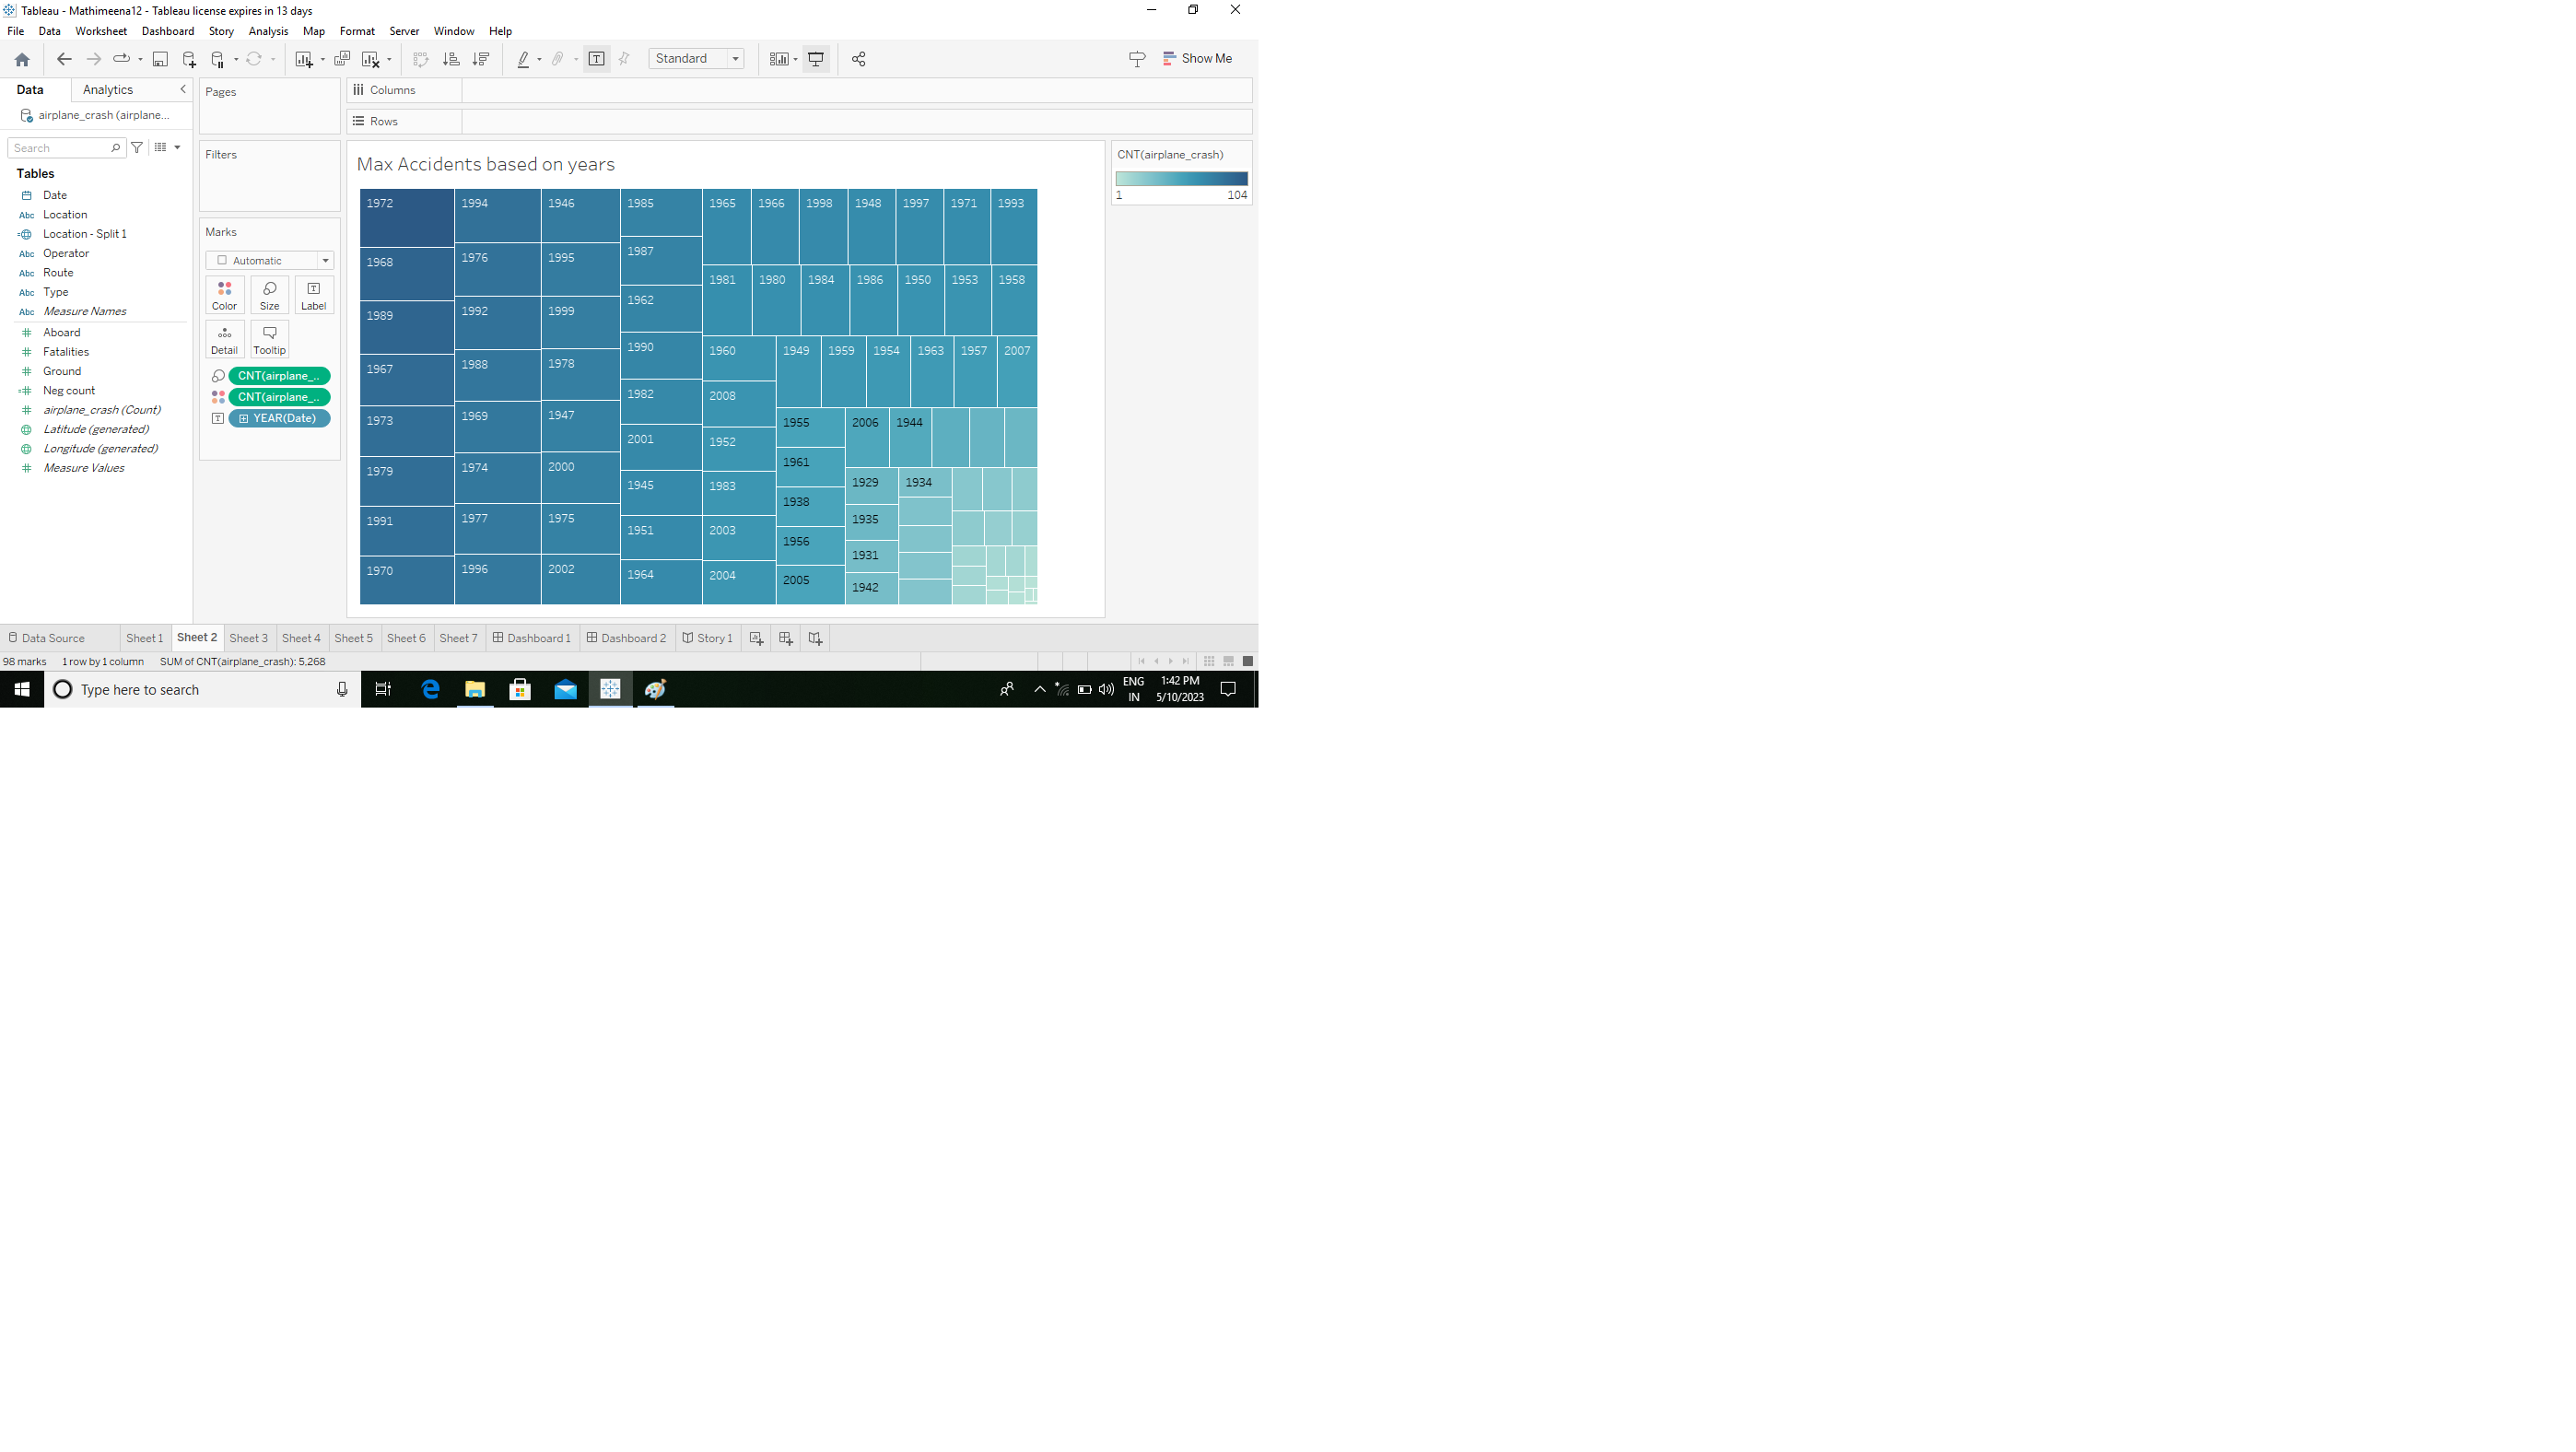 Tableau - Mathimeena12 - Tableau license expires in 13 days
File Data Worksheet Dashboard Story Analysis Map Format Server Window Help
Standard
Show Me
Data Analytics
airplane_crash (airplane...
Search
Tables
Date
Abc Location
Location - Split 1
Abc Operator
Abc Route
Abc Type
Abc Measure Names
Aboard
Fatalities
Ground
Neg count
airplane_crash (Count)
Latitude (generated)
Longitude (generated)
Measure Values
Pages
Filters
Marks
Automatic
Color Size Label
Detail Tooltip
CNT(airplane_..
CNT(airplane_..
YEAR(Date)
Columns
Rows
Max Accidents based on years
1972
1968
1989
1967
1973
1979
1991
1970
1994
1976
1992
1988
1969
1974
1977
1996
1946
1995
1999
1978
1947
2000
1975
2002
1985
1987
1962
1990
1982
2001
1945
1951
1964
1965 1966 1998 1948 1997 1971 1993
1981 1980 1984 1986 1950 1953 1958
1960
2008
1952
1983
2003
2004
1949 1959 1954 1963 1957 2007
1955
1961
1938
1956
2005
2006 1944
1929
1935
1931
1942
1934
CNT(airplane_crash)
1 104
Data Source Sheet 1 Sheet 2 Sheet 3 Sheet 4 Sheet 5 Sheet 6 Sheet 7 Dashboard 1 Dashboard 2 Story 1
98 marks 1 row by 1 column SUM of CNT(airplane_crash): 5,268
Type here to search
ENG
IN
1:42 PM
5/10/2023